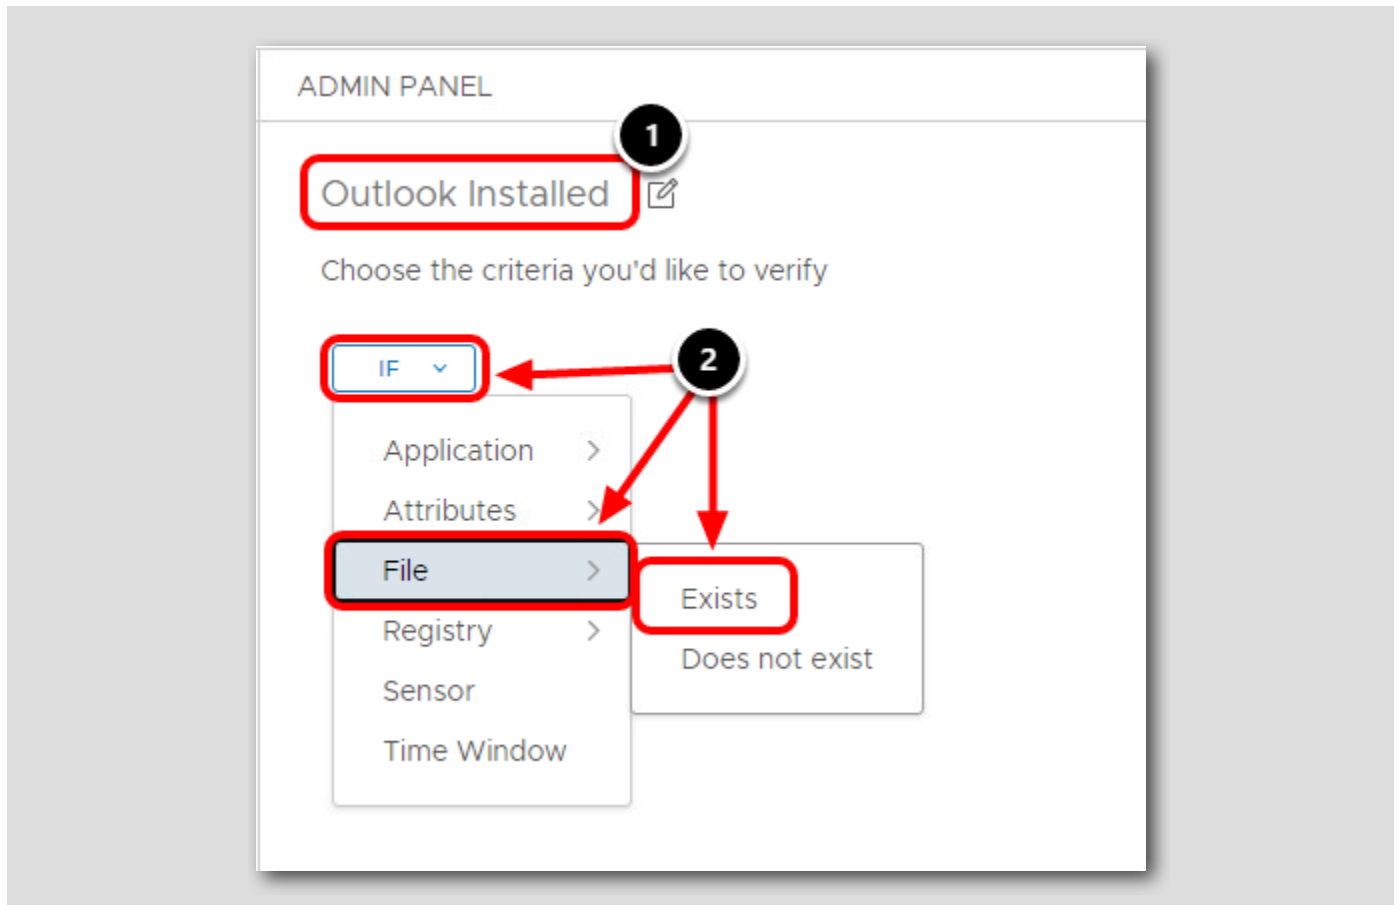 ADMIN PANEL
1
Outlook Installed
Choose the criteria you'd like to verify
2
IF
Application
Attributes
File
Exists
Registry
Does not exist
Sensor
Time Window